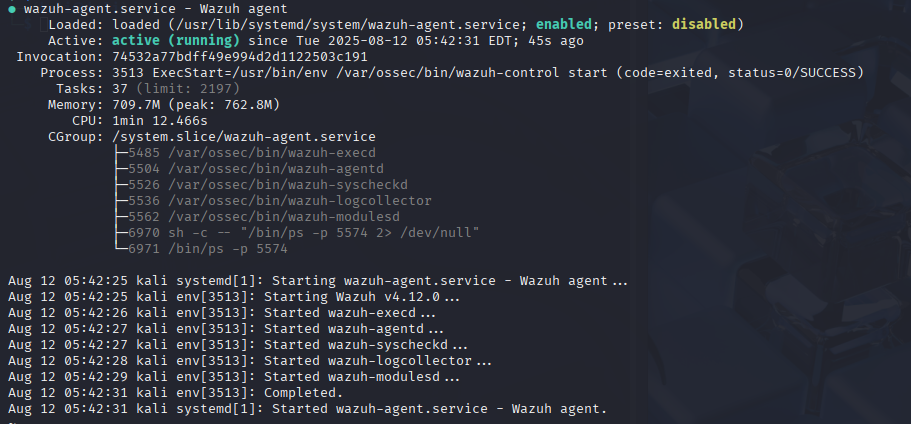 ● wazuh-agent.service - Wazuh agent
Loaded: loaded (/usr/lib/systemd/system/wazuh-agent.service; enabled; preset: disabled)
Active: active (running) since Tue 2025-08-12 05:42:31 EDT; 45s ago
Invocation: 74532a77bdff49e994d2d1122503c191
Process: 3513 ExecStart=/usr/bin/env /var/ossec/bin/wazuh-control start (code=exited, status=0/SUCCESS)
Tasks: 37 (limit: 2197)
Memory: 709.7M (peak: 762.8M)
CPU: 1min 12.466s
CGroup: /system.slice/wazuh-agent.service
├─5485 /var/ossec/bin/wazuh-execd
├─5504 /var/ossec/bin/wazuh-agentd
├─5526 /var/ossec/bin/wazuh-syscheckd
├─5536 /var/ossec/bin/wazuh-logcollector
├─5562 /var/ossec/bin/wazuh-modulesd
├─6970 sh -c -- "/bin/ps -p 5574 2> /dev/null"
└─6971 /bin/ps -p 5574
Aug 12 05:42:25 kali systemd[1]: Starting wazuh-agent.service - Wazuh agent...
Aug 12 05:42:25 kali env[3513]: Starting Wazuh v4.12.0...
Aug 12 05:42:26 kali env[3513]: Started wazuh-execd...
Aug 12 05:42:27 kali env[3513]: Started wazuh-agentd...
Aug 12 05:42:27 kali env[3513]: Started wazuh-syscheckd...
Aug 12 05:42:28 kali env[3513]: Started wazuh-logcollector...
Aug 12 05:42:29 kali env[3513]: Started wazuh-modulesd...
Aug 12 05:42:31 kali env[3513]: Completed.
Aug 12 05:42:31 kali systemd[1]: Started wazuh-agent.service - Wazuh agent.